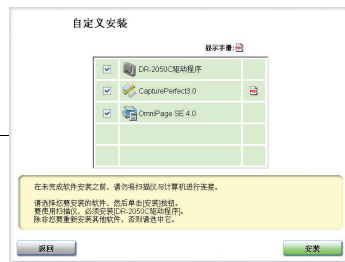 自定义安装
显示手册:
DR-2050C驱动程序
CapturePerfect3.0
OmniPage SE 4.0
在未完成软件安装之前，请勿将扫描仪与计算机进行连接。
请选择您要安装的软件，然后单击[安装]按钮。
要使用扫描仪，必须安装[DR-2050C驱动程序]。
除非您要重新安装其他软件，否则请选中它。
返回
安装